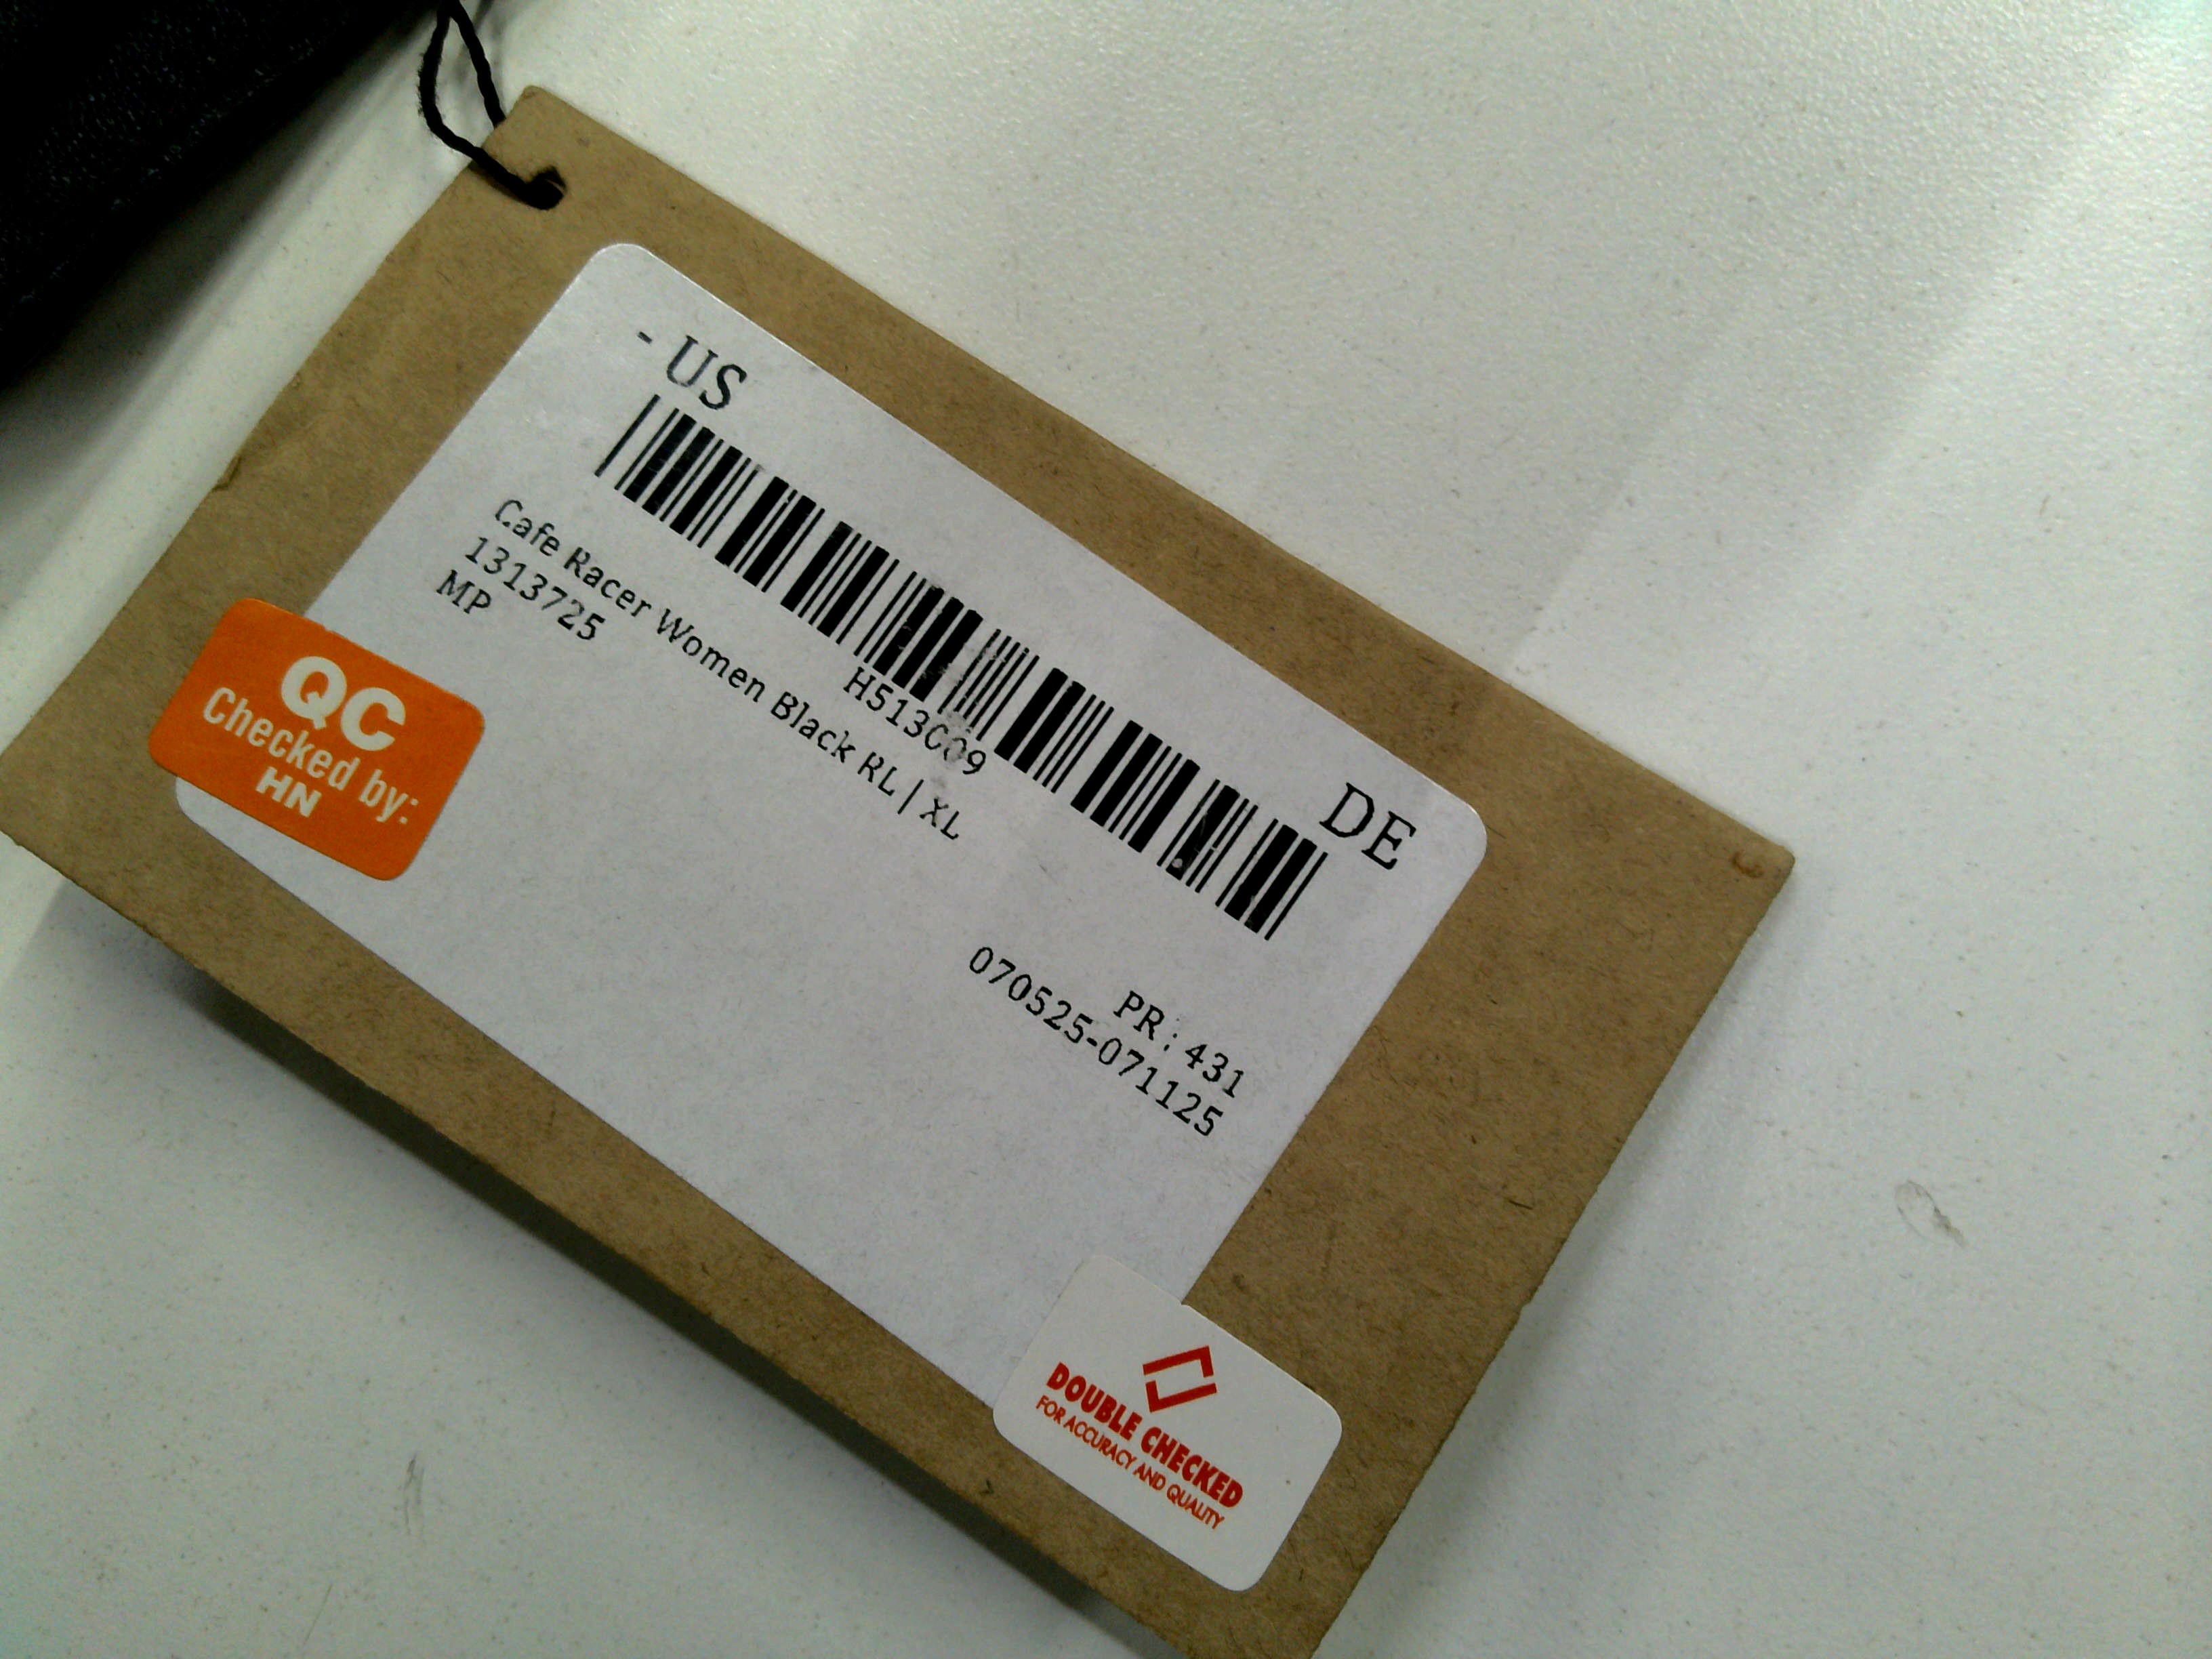 - US
DE
H513C09
Cafe Racer Women Black RL | XL
1313725
MP
PR: 431
070525-071125
QC
Checked by:
HN
DOUBLE CHECKED
FOR ACCURACY AND QUALITY